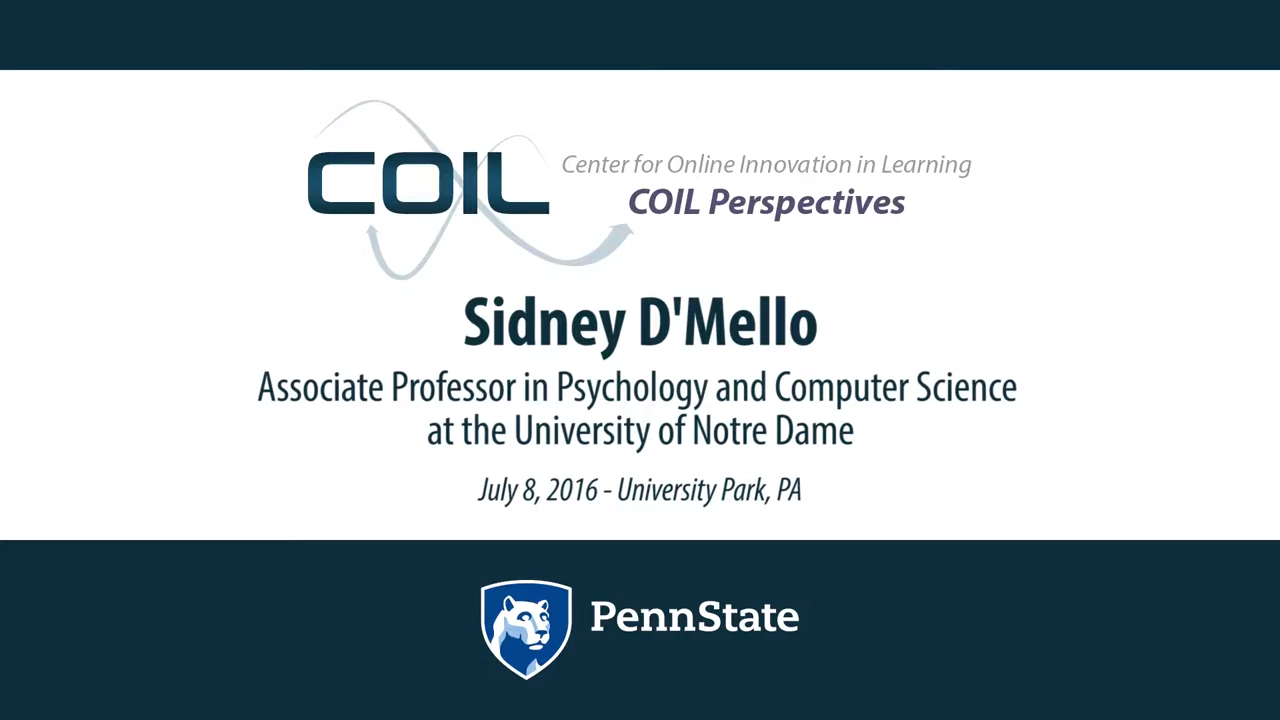 COIL
Center for Online Innovation in Learning
COIL Perspectives
Sidney D'Mello
Associate Professor in Psychology and Computer Science
at the University of Notre Dame
July 8, 2016 - University Park, PA
PennState